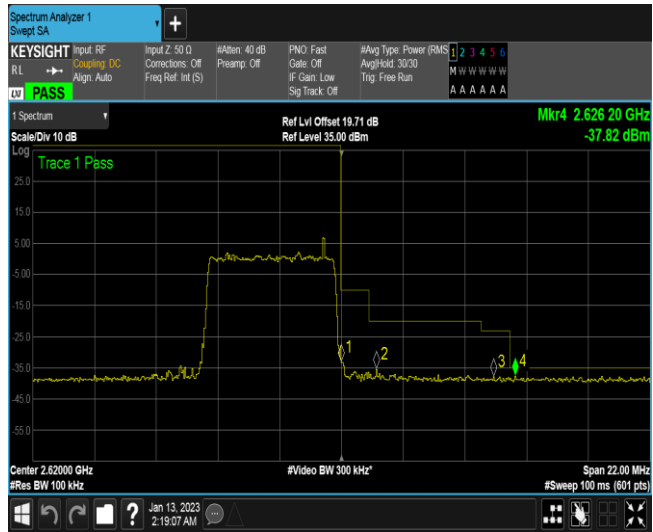 Spectrum Analyzer 1
Swept SA
KEYSIGHT Input: RF Input Z: 50 Ω #Atten: 40 dB PNO: Fast #Avg Type: Power (RMS 1 2 3 4 5 6
RL Coupling: DC Corrections: Off Preamp: Off Gate: Off Avg|Hold: 30/30 M W W W W W
Align: Auto Freq Ref: Int (S) IF Gain: Low Trig: Free Run
LXI PASS Sig Track: Off A A A A A A
1 Spectrum Ref Lvl Offset 19.71 dB Mkr4 2.626 20 GHz
Scale/Div 10 dB Ref Level 35.00 dBm -37.82 dBm
Log
Trace 1 Pass
25.0
15.0
5.00
-5.00
-15.0
-25.0
1
2
3
4
-35.0
-45.0
-55.0
Center 2.62000 GHz #Video BW 300 kHz* Span 22.00 MHz
#Res BW 100 kHz #Sweep 100 ms (601 pts)
? Jan 13, 2023
2:19:07 AM